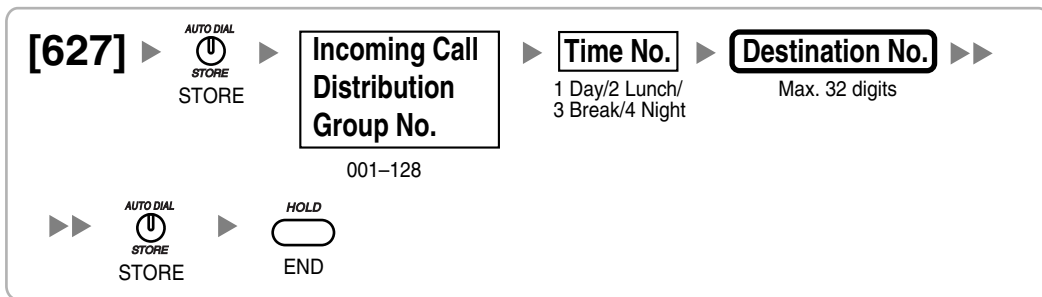 [627]
AUTO DIAL
STORE
STORE
Incoming Call
Distribution
Group No.
001–128
Time No.
1 Day/2 Lunch/
3 Break/4 Night
Destination No.
Max. 32 digits
AUTO DIAL
STORE
STORE
HOLD
END